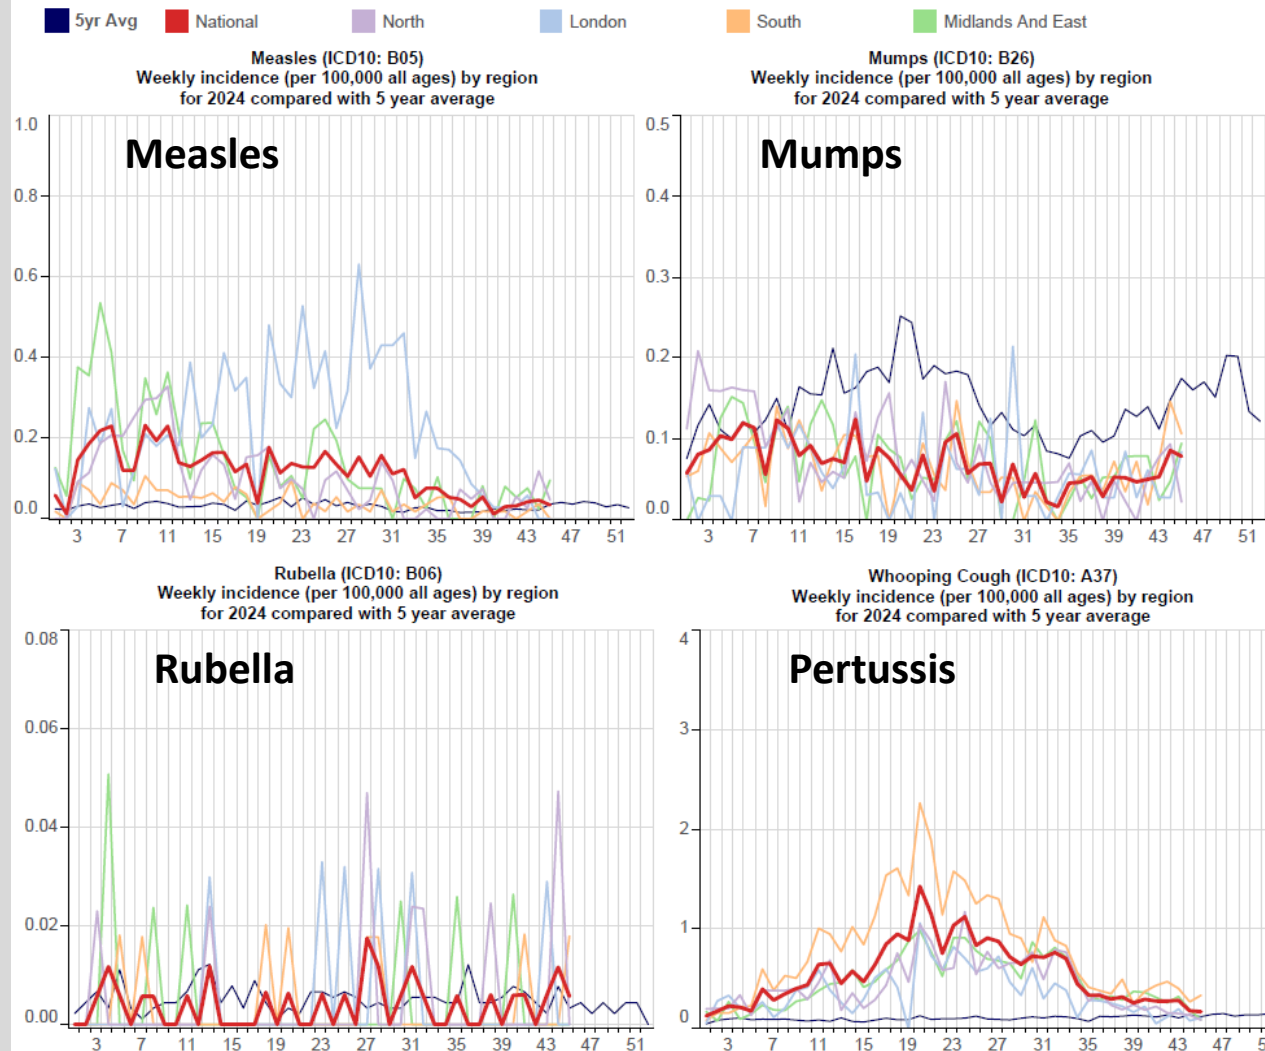 5yr Avg National North London South Midlands And East
Measles (ICD10: B05)
Weekly incidence (per 100,000 all ages) by region
for 2024 compared with 5 year average
Measles
1.0
0.8
0.6
0.4
0.2
0.0
3 7 11 15 19 23 27 31 35 39 43 47 51
Mumps (ICD10: B26)
Weekly incidence (per 100,000 all ages) by region
for 2024 compared with 5 year average
Mumps
0.5
0.4
0.3
0.2
0.1
0.0
3 7 11 15 19 23 27 31 35 39 43 47 51
Rubella (ICD10: B06)
Weekly incidence (per 100,000 all ages) by region
for 2024 compared with 5 year average
Rubella
0.08
0.06
0.04
0.02
0.00
3 7 11 15 19 23 27 31 35 39 43 47 51
Whooping Cough (ICD10: A37)
Weekly incidence (per 100,000 all ages) by region
for 2024 compared with 5 year average
Pertussis
4
3
2
1
0
3 7 11 15 19 23 27 31 35 39 43 47 5